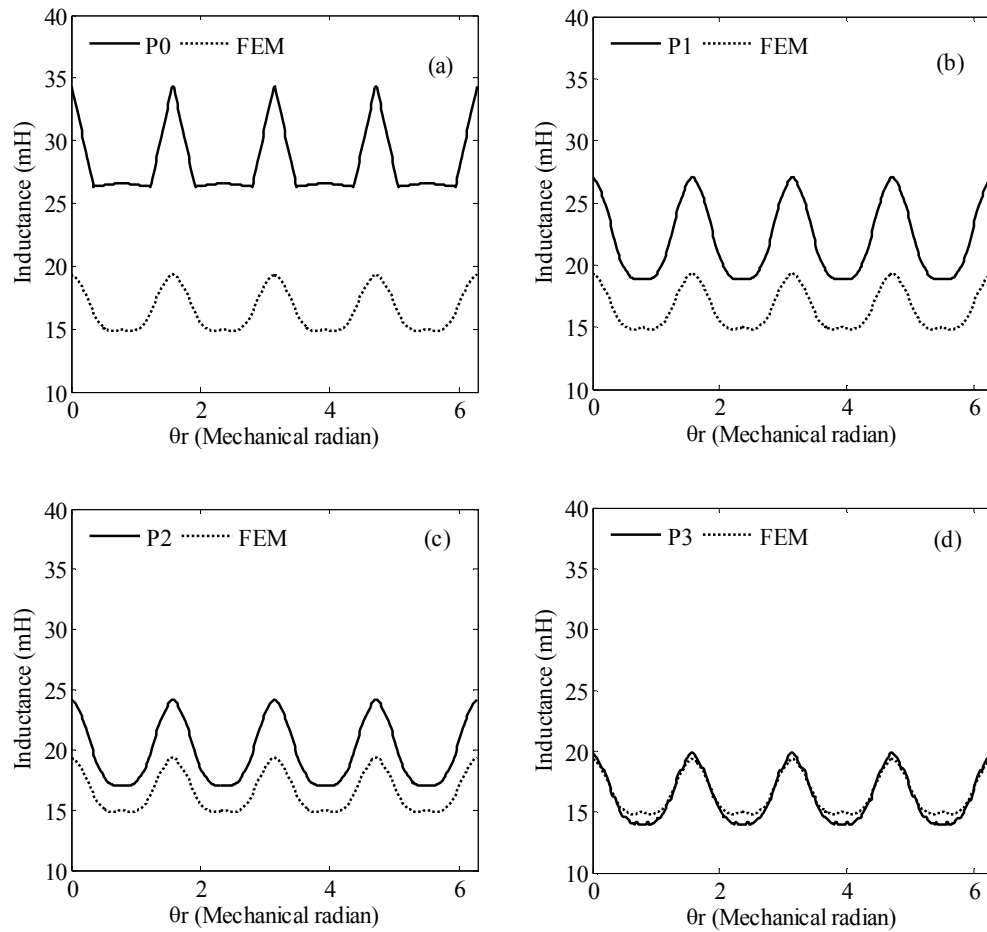 40
35
30
25
20
15
10
Inductance (mH)
P0 FEM
(a)
0 2 4 6
θr (Mechanical radian)
40
35
30
25
20
15
10
Inductance (mH)
P1 FEM
(b)
0 2 4 6
θr (Mechanical radian)
40
35
30
25
20
15
10
Inductance (mH)
P2 FEM
(c)
0 2 4 6
θr (Mechanical radian)
40
35
30
25
20
15
10
Inductance (mH)
P3 FEM
(d)
0 2 4 6
θr (Mechanical radian)